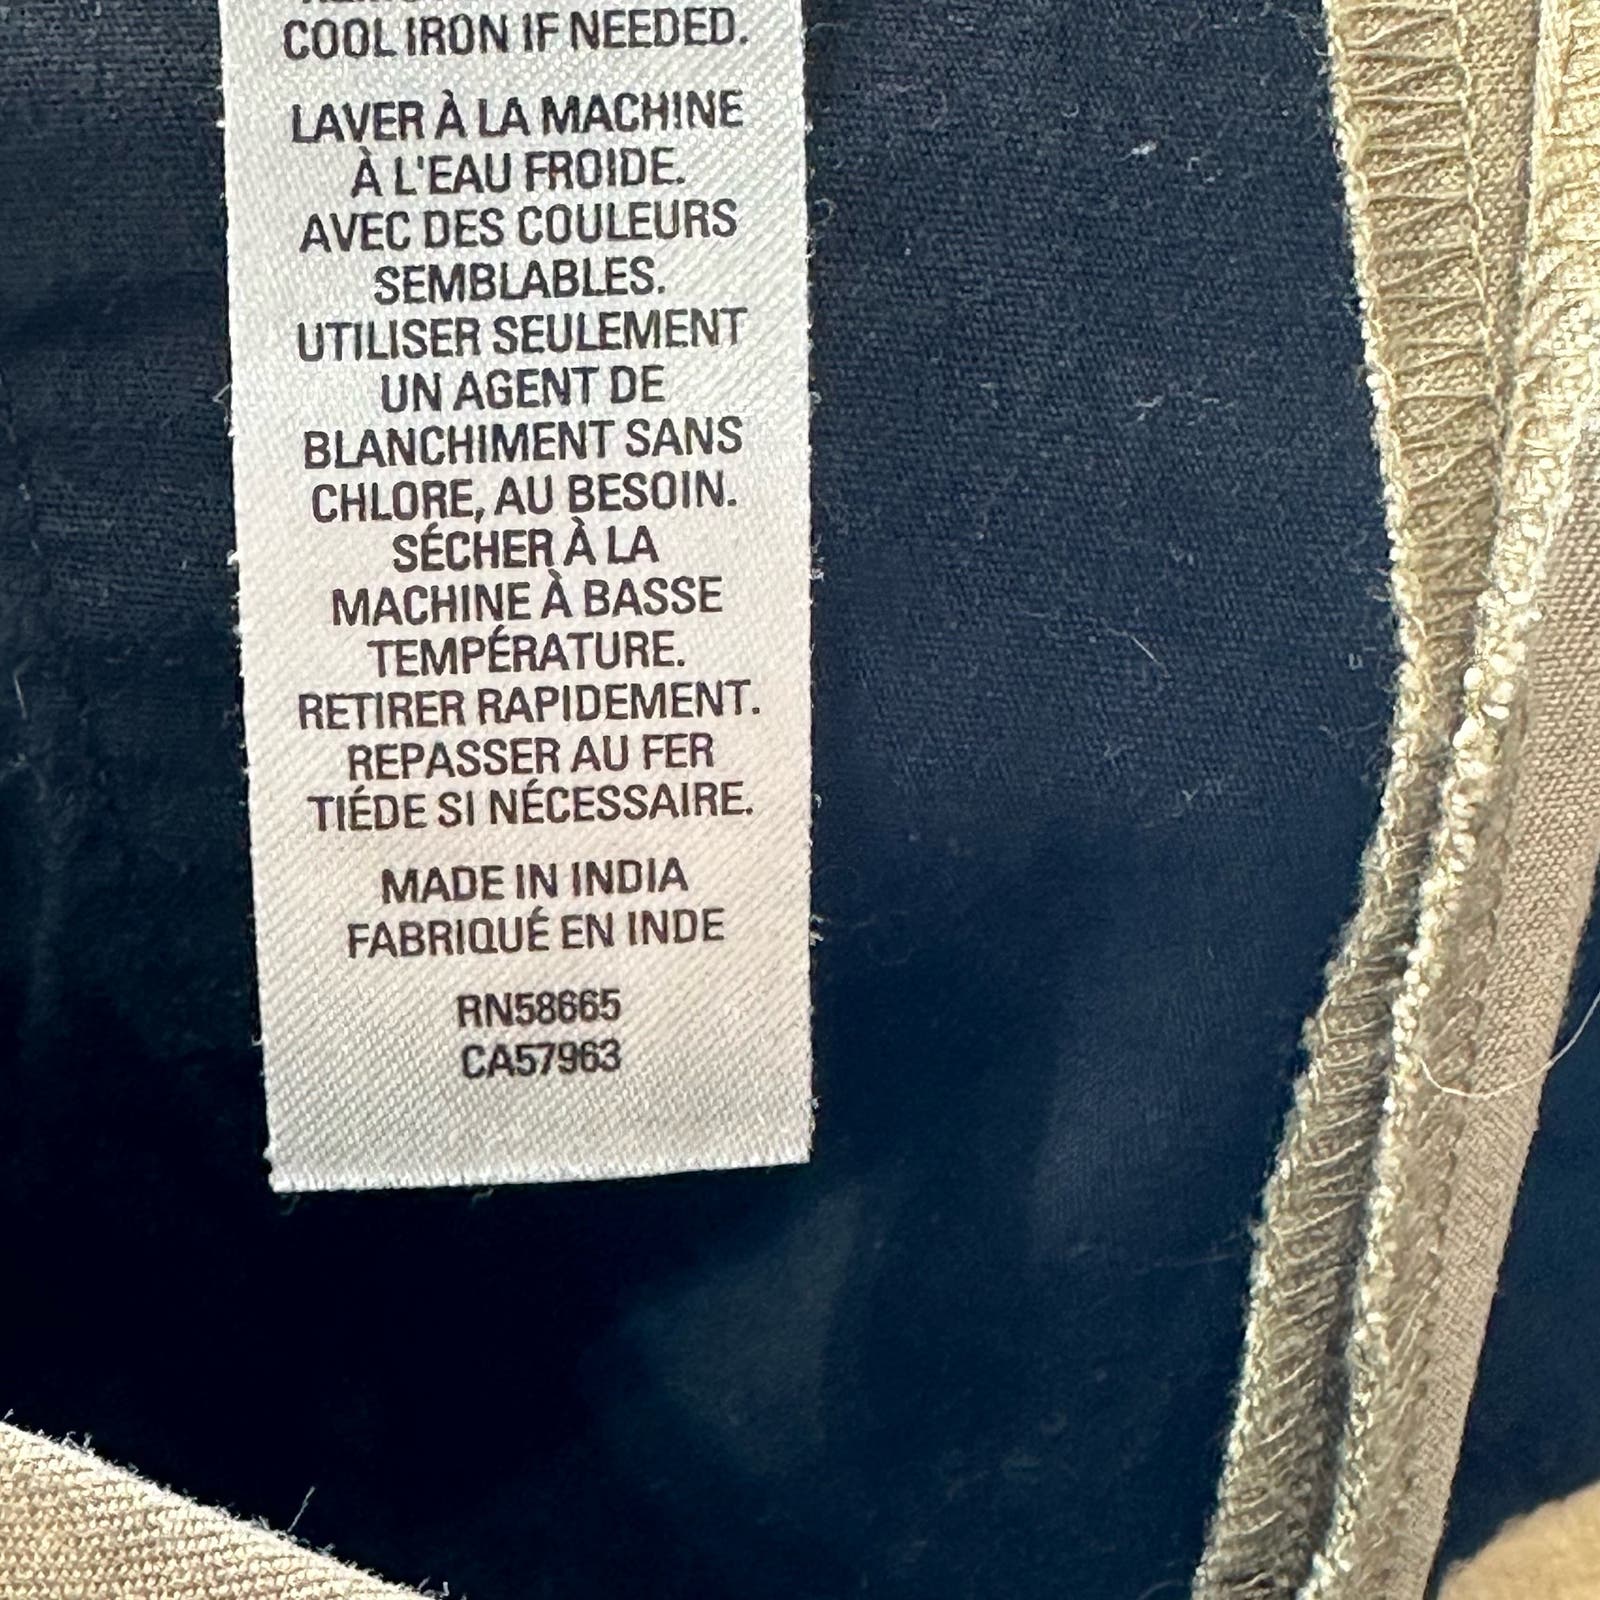 COOL IRON IF NEEDED.
LAVER À LA MACHINE
À L'EAU FROIDE.
AVEC DES COULEURS
SEMBLABLES.
UTILISER SEULEMENT
UN AGENT DE
BLANCHIMENT SANS
CHLORE, AU BESOIN.
SÉCHER À LA
MACHINE À BASSE
TEMPÉRATURE.
RETIRER RAPIDEMENT.
REPASSER AU FER
TIÉDE SI NÉCESSAIRE.
MADE IN INDIA
FABRIQUÉ EN INDE
RN58665
CA57963